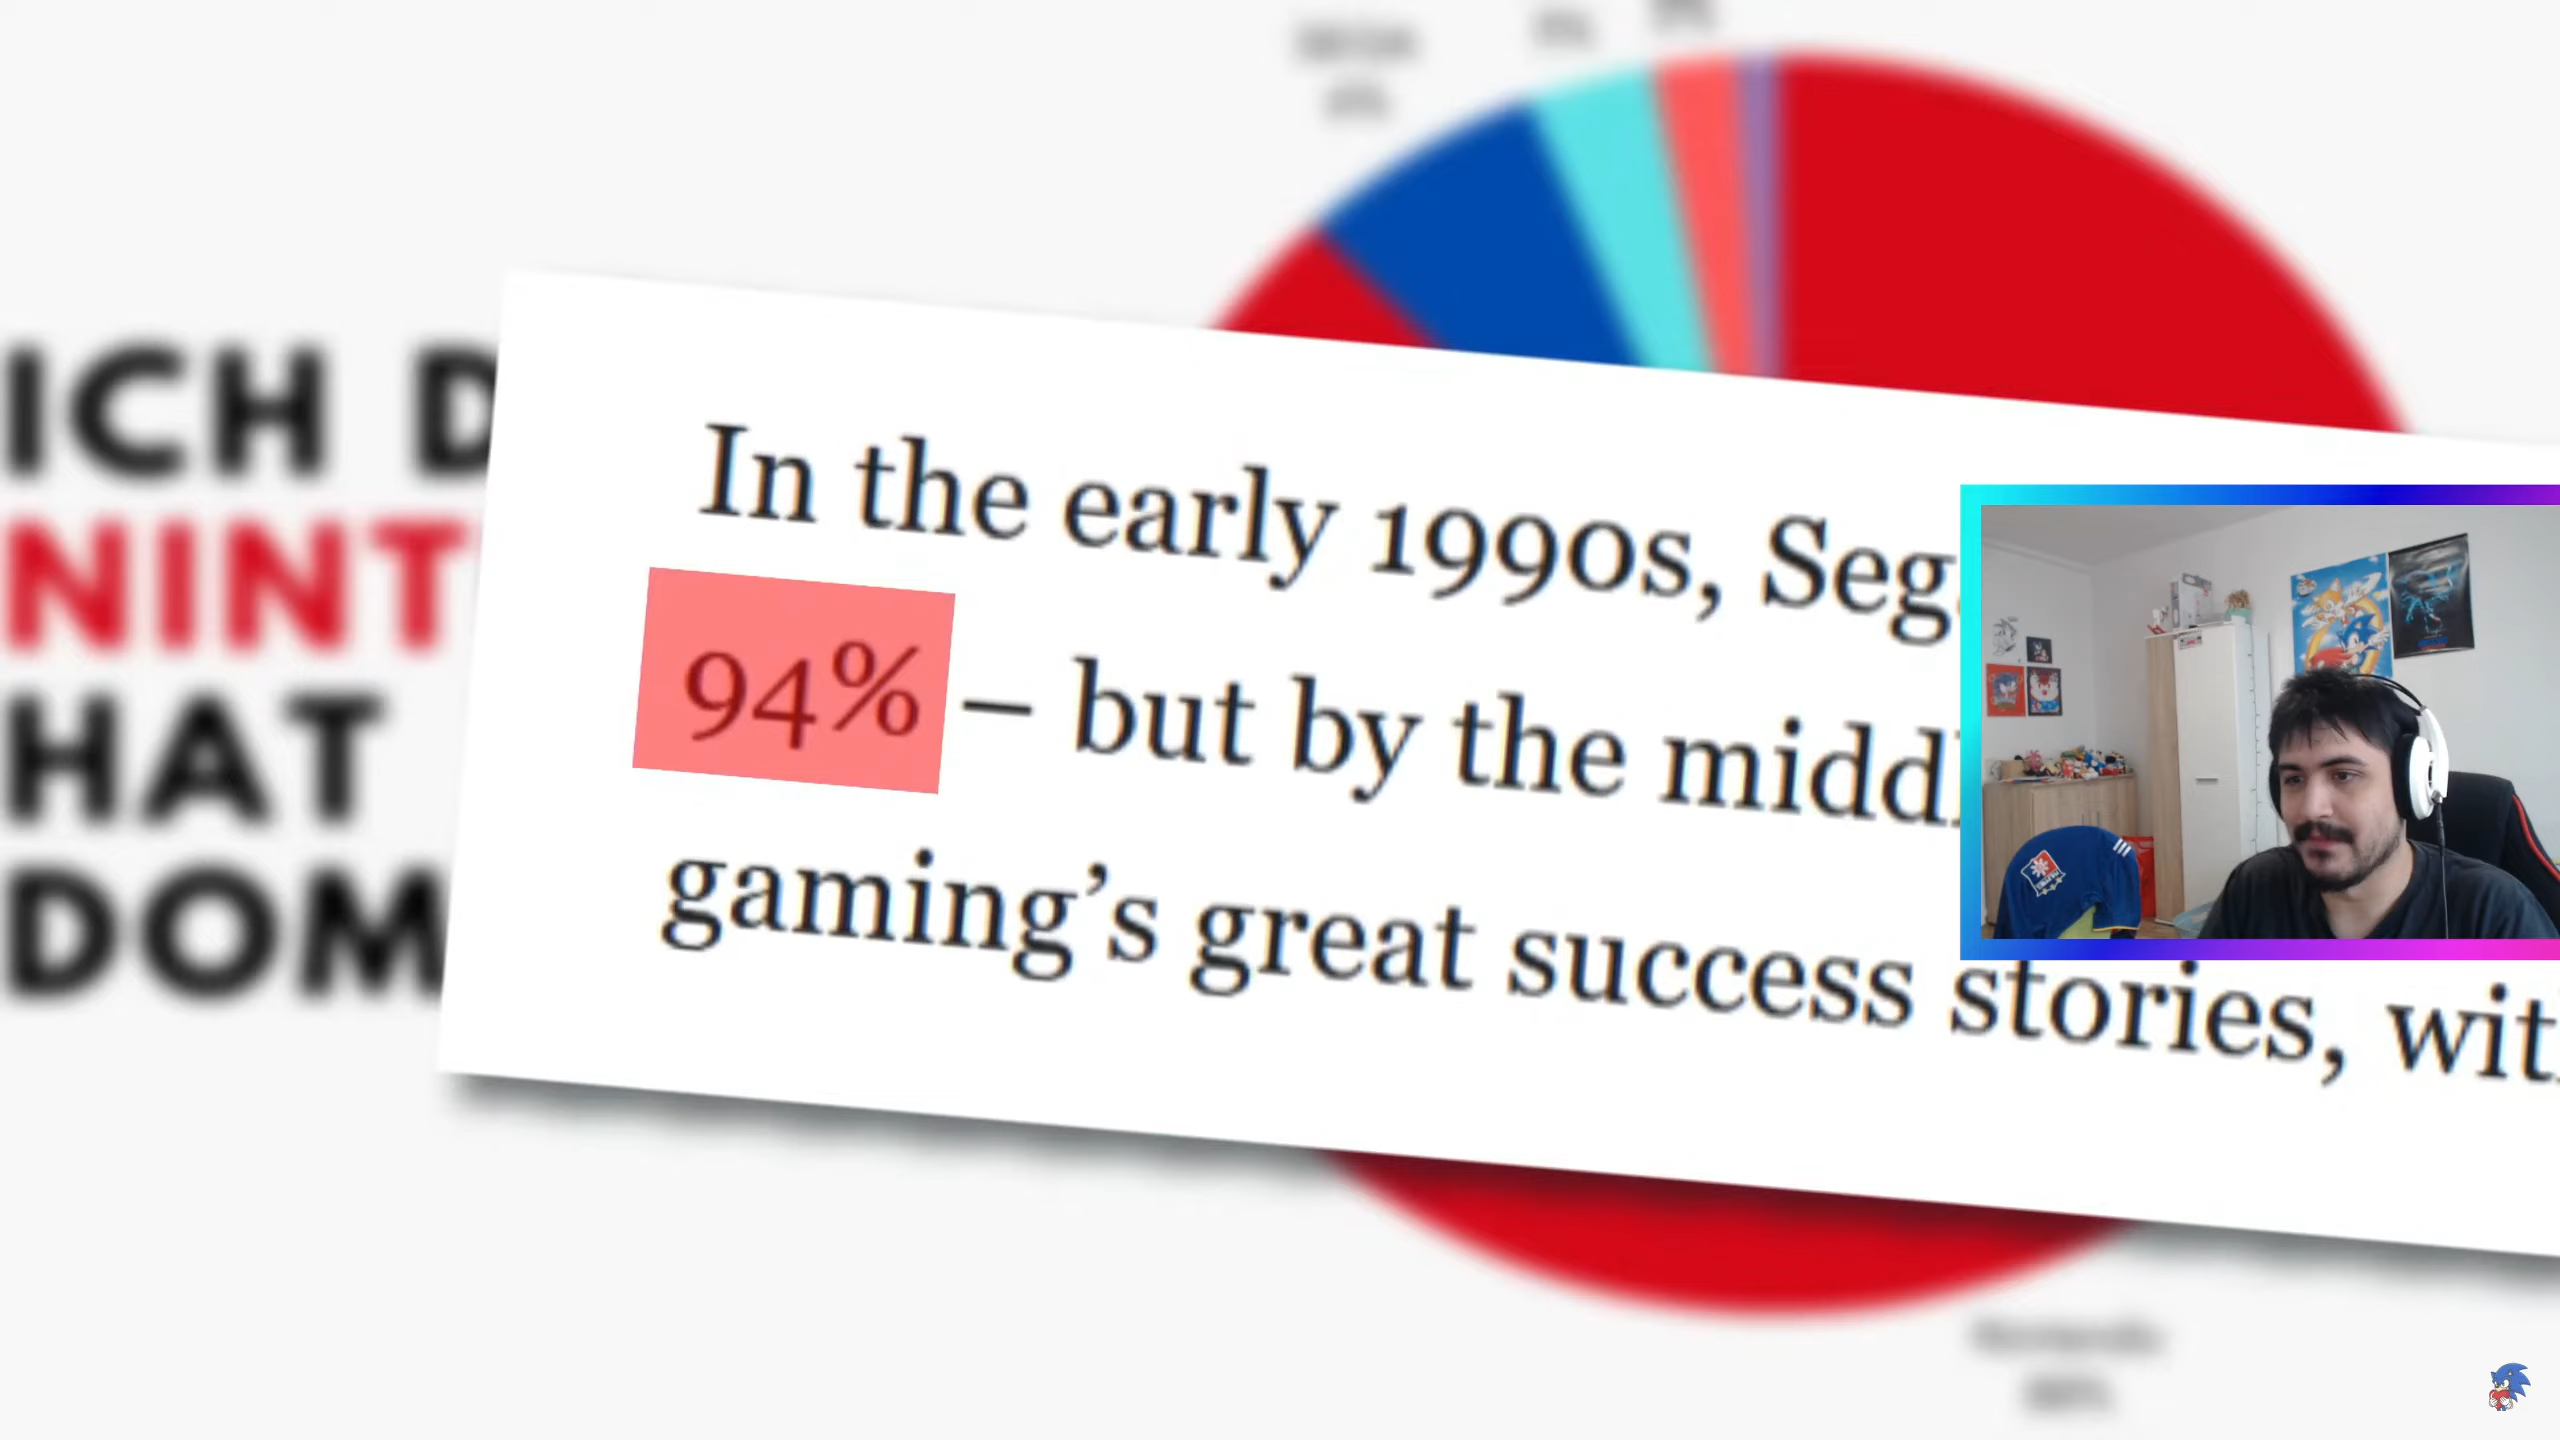 ICH D
NINT
HAT
DOM
In the early 1990s, Seg
94% – but by the middl
gaming’s great success stories, wit